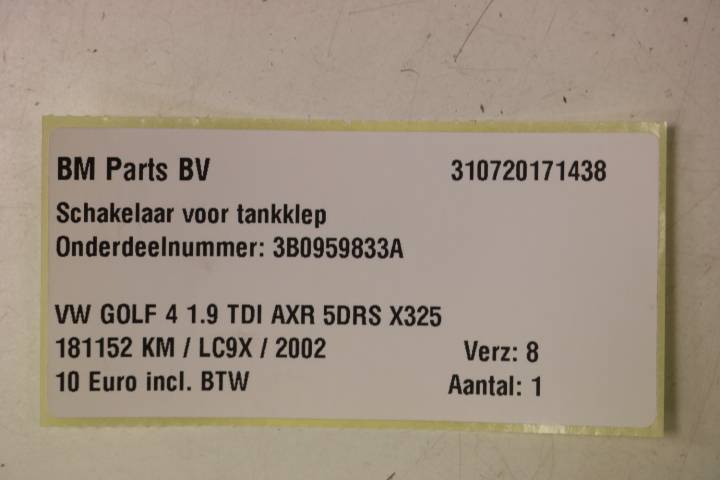 BM Parts BV 310720171438
Schakelaar voor tankklep
Onderdeelnummer: 3B0959833A
VW GOLF 4 1.9 TDI AXR 5DRS X325
181152 KM / LC9X / 2002 Verz: 8
10 Euro incl. BTW Aantal: 1